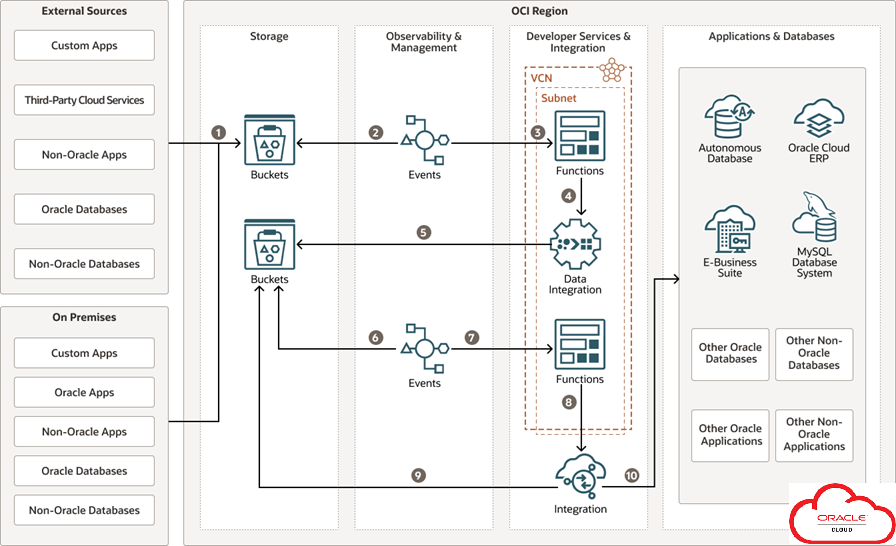 External Sources
Custom Apps
Third-Party Cloud Services
Non-Oracle Apps
Oracle Databases
Non-Oracle Databases
On Premises
Custom Apps
Oracle Apps
Non-Oracle Apps
Oracle Databases
Non-Oracle Databases
OCI Region
Storage
1
Buckets
Buckets
Observability &
Management
2
Events
5
6
7
Events
9
Developer Services &
Integration
VCN
Subnet
3
Functions
4
Data
Integration
Functions
8
10
Integration
Applications & Databases
A
Autonomous
Database
Oracle Cloud
ERP
E-Business
Suite
MySQL
Database
System
Other Oracle
Databases
Other Non-
Oracle
Databases
Other Oracle
Applications
Other Non-
Oracle
Applications
ORACLE
CLOUD